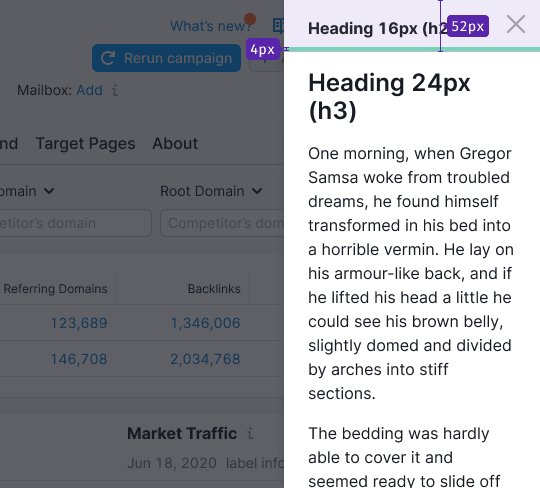 What's new?
Heading 16px (h2
52px
4px
Rerun campaign
Mailbox: Add
Heading 24px
(h3)
nd Target Pages About
One morning, when Gregor
Samsa woke from troubled
dreams, he found himself
transformed in his bed into
a horrible vermin. He lay on
his armour-like back, and if
he lifted his head a little he
could see his brown belly,
slightly domed and divided
by arches into stiff
sections.
The bedding was hardly
able to cover it and
seemed ready to slide off
omain Root Domain
etitor's domain Competitor's domain
Referring Domains Backlinks
123,689 1,346,006
146,708 2,034,768
Market Traffic
Jun 18, 2020 label info